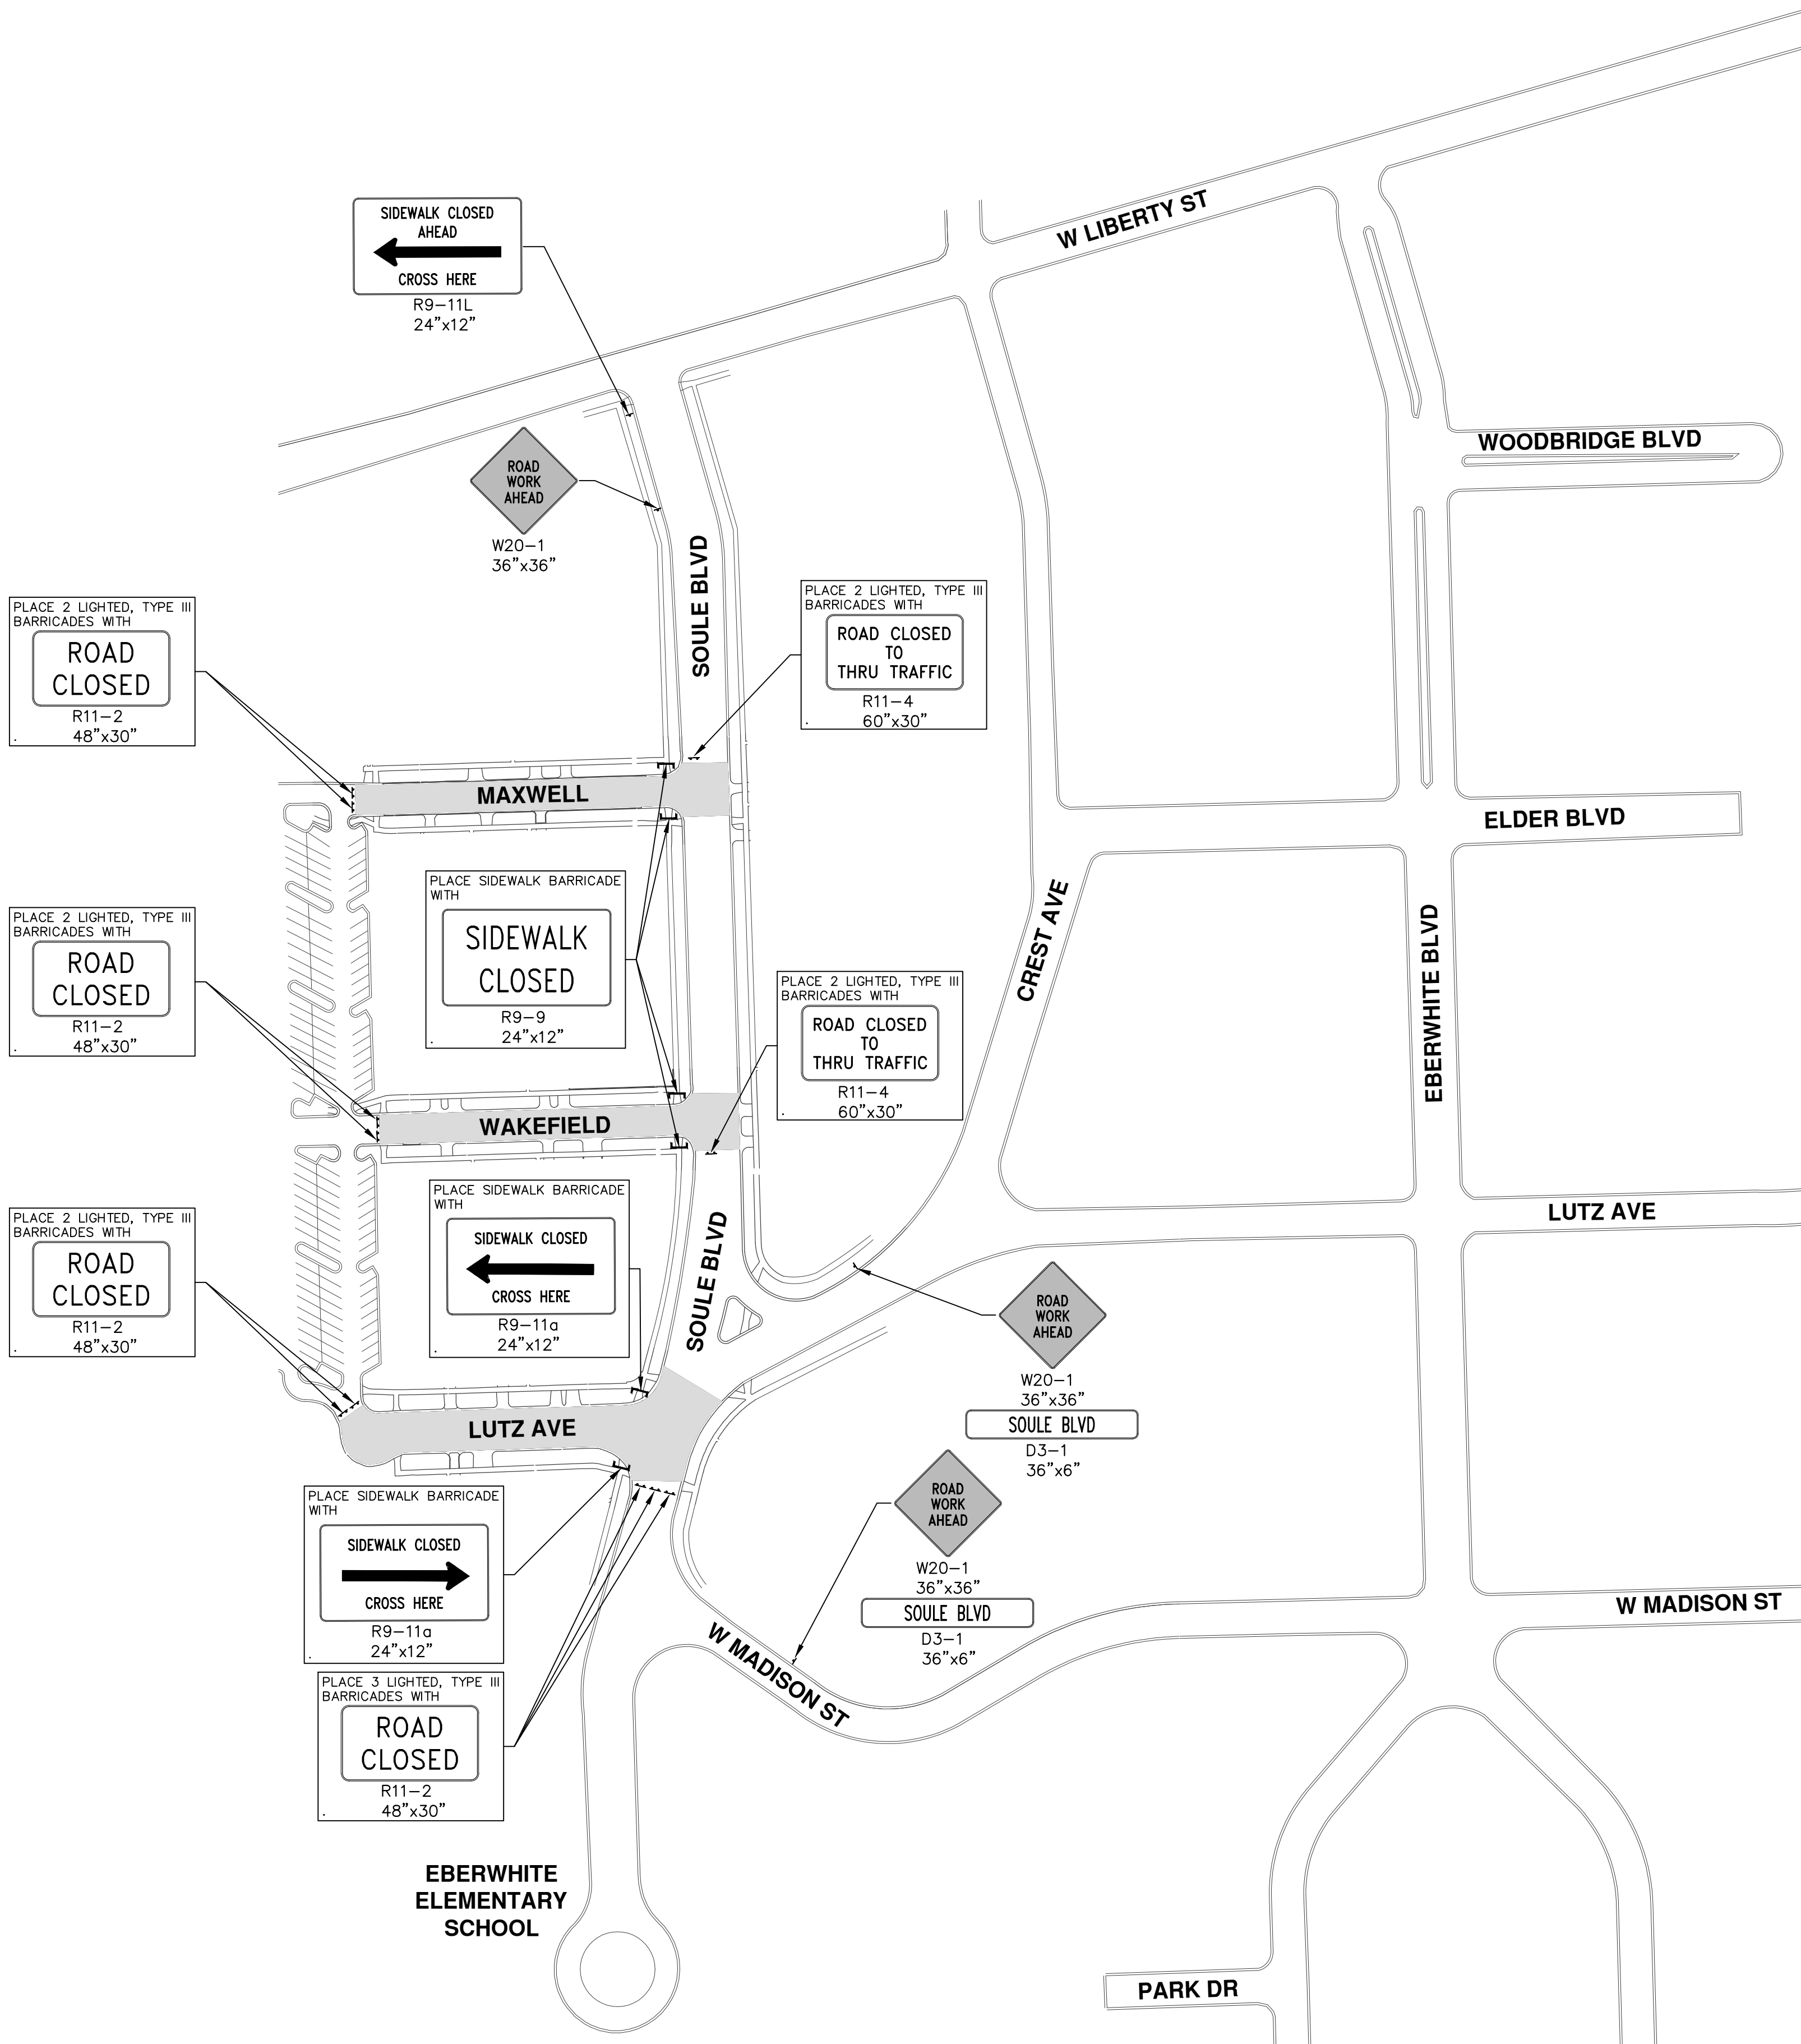 W LIBERTY ST
SIDEWALK CLOSED
AHEAD
CROSS HERE
R9-11L
24"x12"
WOODBRIDGE BLVD
ROAD
WORK
AHEAD
W20-1
36"x36"
SOULE BLVD
PLACE 2 LIGHTED, TYPE III
BARRICADES WITH
ROAD CLOSED
TO
THRU TRAFFIC
R11-4
. 60"x30"
PLACE 2 LIGHTED, TYPE III
BARRICADES WITH
ROAD
CLOSED
R11-2
. 48"x30"
MAXWELL
ELDER BLVD
PLACE SIDEWALK BARRICADE
WITH
SIDEWALK
CLOSED
R9-9
. 24"x12"
CREST AVE
EBERWHITE BLVD
PLACE 2 LIGHTED, TYPE III
BARRICADES WITH
ROAD
CLOSED
R11-2
. 48"x30"
PLACE 2 LIGHTED, TYPE III
BARRICADES WITH
ROAD CLOSED
TO
THRU TRAFFIC
R11-4
. 60"x30"
WAKEFIELD
PLACE SIDEWALK BARRICADE
WITH
SIDEWALK CLOSED
CROSS HERE
R9-11a
. 24"x12"
SOULE BLVD
LUTZ AVE
PLACE 2 LIGHTED, TYPE III
BARRICADES WITH
ROAD
CLOSED
R11-2
. 48"x30"
ROAD
WORK
AHEAD
W20-1
36"x36"
SOULE BLVD
D3-1
36"x6"
LUTZ AVE
ROAD
WORK
AHEAD
W20-1
36"x36"
SOULE BLVD
D3-1
36"x6"
PLACE SIDEWALK BARRICADE
WITH
SIDEWALK CLOSED
CROSS HERE
R9-11a
. 24"x12"
W MADISON ST
W MADISON ST
PLACE 3 LIGHTED, TYPE III
BARRICADES WITH
ROAD
CLOSED
R11-2
. 48"x30"
EBERWHITE
ELEMENTARY
SCHOOL
PARK DR